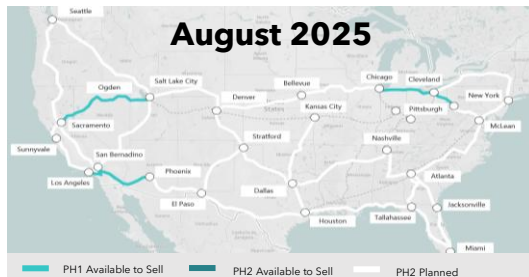 August 2025
Seattle
Ogden
Salt Lake City
Sacramento
Sunnyvale
San Bernadino
Los Angeles
Phoenix
El Paso
Denver
Bellevue
Kansas City
Stratford
Dallas
Houston
Chicago
Cleveland
Pittsburgh
New York
McLean
Nashville
Atlanta
Tallahassee
Jacksonville
Miami
PH1 Available to Sell
PH2 Available to Sell
PH2 Planned